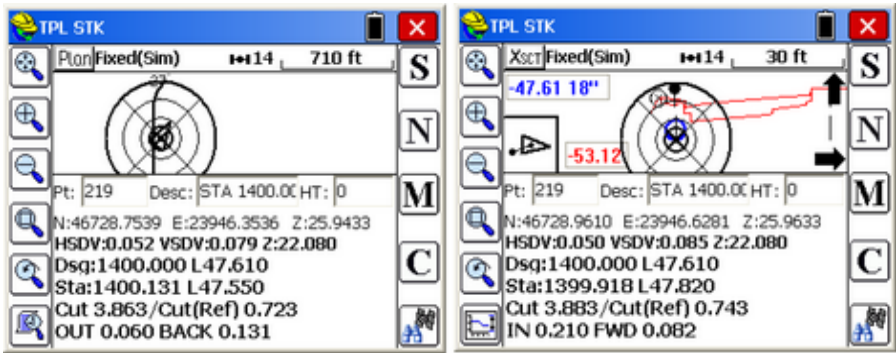 TPL STK
Plan Fixed(Sim) 14 710 ft
S
N
M
C
Pt: 219 Desc: STA 1400.00 HT: 0
N:46728.7539 E:23946.3536 Z:25.9433
HSDV:0.052 VSDV:0.079 Z:22.080
Dsg:1400.000 L47.610
Sta:1400.131 L47.550
Cut 3.863/Cut(Ref) 0.723
OUT 0.060 BACK 0.131
TPL STK
Xsct Fixed(Sim) 14 30 ft
-47.61 18"
-53.12
S
N
M
C
Pt: 219 Desc: STA 1400.00 HT: 0
N:46728.9610 E:23946.6281 Z:25.9633
HSDV:0.050 VSDV:0.085 Z:22.080
Dsg:1400.000 L47.610
Sta:1399.918 L47.820
Cut 3.883/Cut(Ref) 0.743
IN 0.210 FWD 0.082